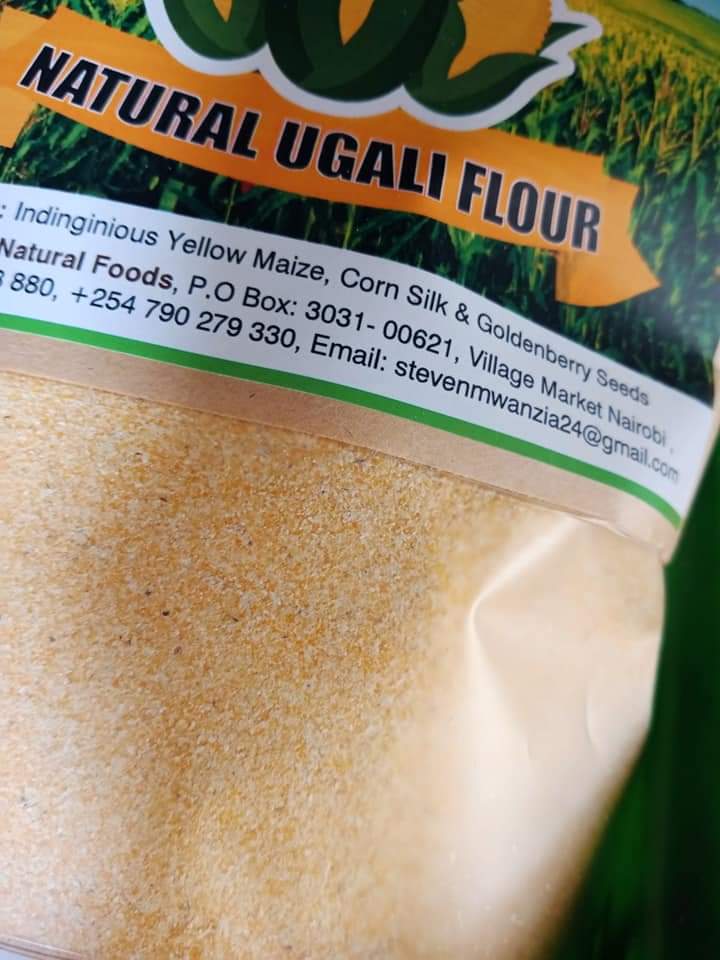 NATURAL UGALI FLOUR
: Indinginious Yellow Maize, Corn Silk & Goldenberry Seeds
Natural Foods, P.O Box: 3031- 00621, Village Market Nairobi ,
880, +254 790 279 330, Email: stevenmwanzia24@gmail.com